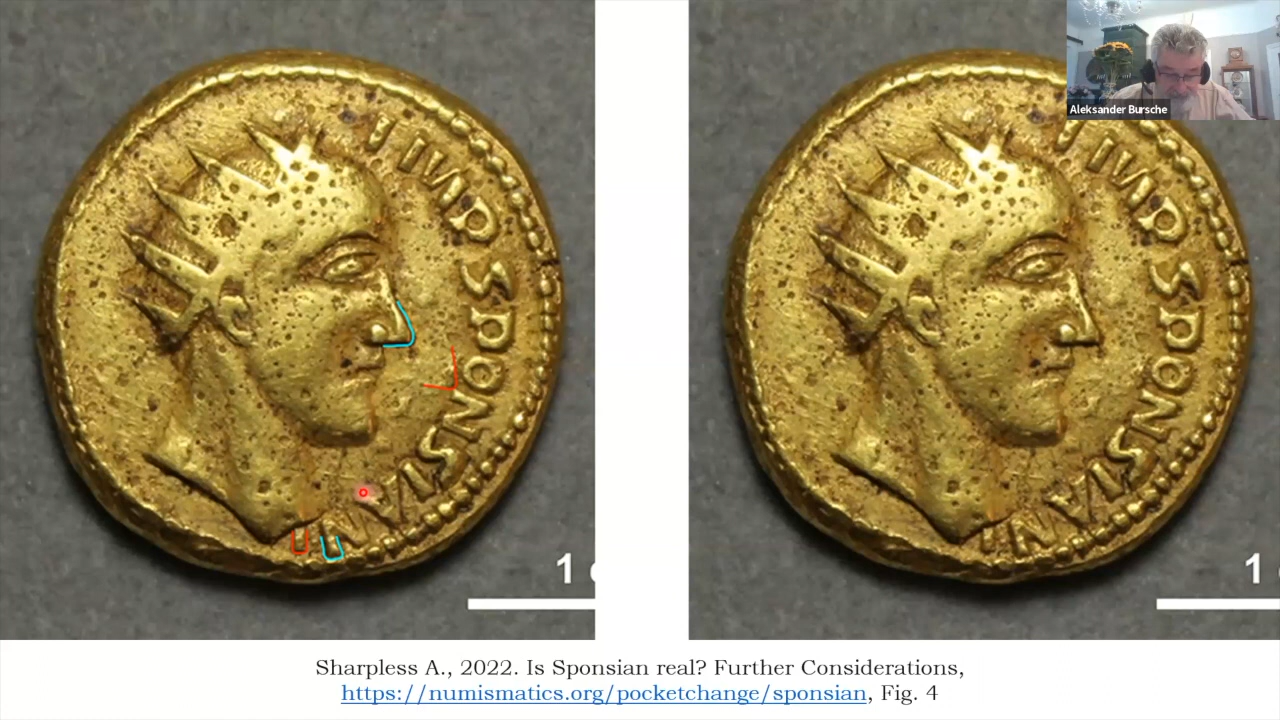 Aleksander Bursche
IMP SPONSIANI
IMP SPONSIANI
1
1
Sharpless A., 2022. Is Sponsian real? Further Considerations,
https://numismatics.org/pocketchange/sponsian, Fig. 4